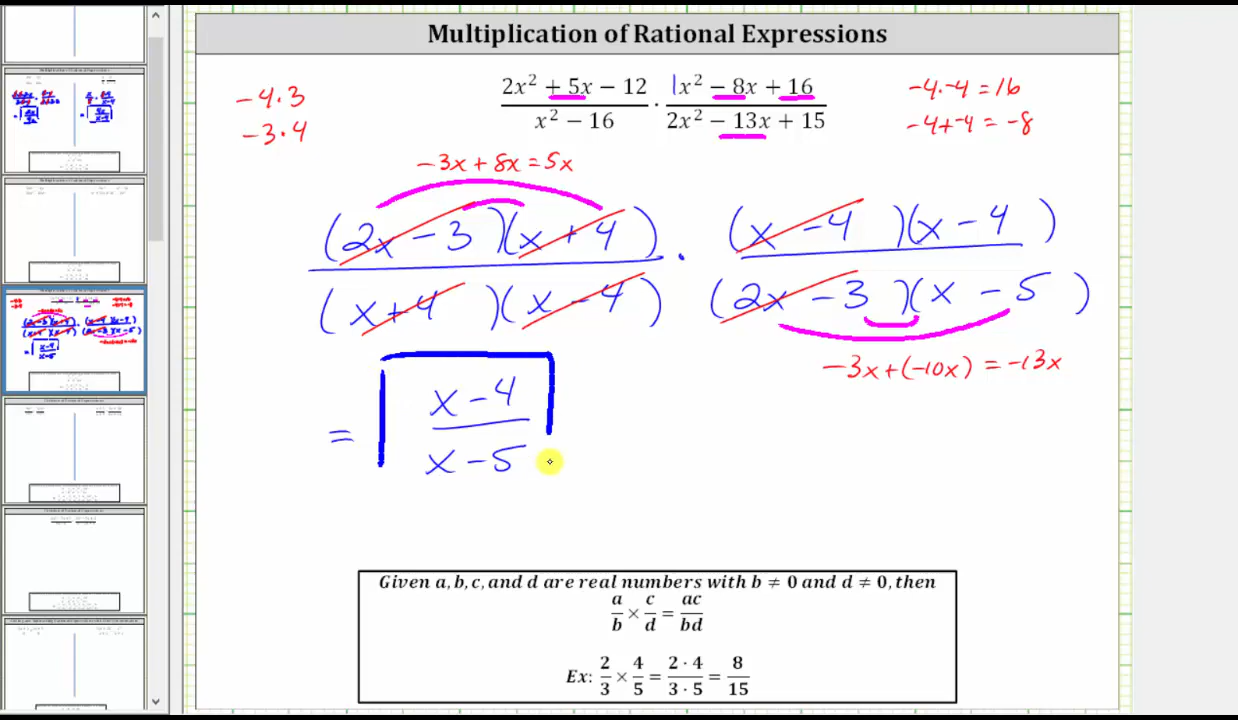 Multiplication of Rational Expressions
-4·3
-3·4
2x² + 5x − 12 / x² − 16 · 1x² − 8x + 16 / 2x² − 13x + 15
-4·-4 = 16
-4+-4 = -8
-3x + 8x = 5x
(2x − 3)(x + 4) / (x+4)(x − 4) · (x − 4)(x − 4) / (2x − 3)(x − 5)
-3x+(-10x) = -13x
= x − 4 / x − 5
Given a, b, c, and d are real numbers with b ≠ 0 and d ≠ 0, then
a/b × c/d = ac/bd
Ex: 2/3 × 4/5 = 2 · 4/3 · 5 = 8/15